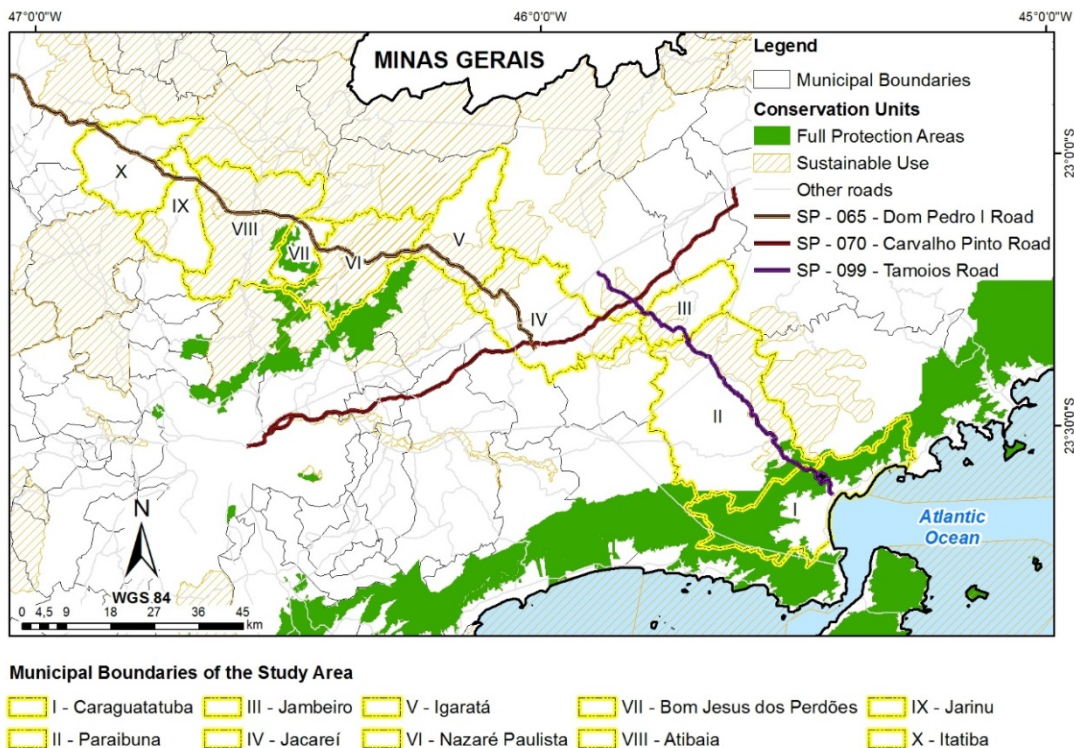 47°0'0"W 46°0'0"W 45°0'0"W
MINAS GERAIS
Legend
Municipal Boundaries
Conservation Units
Full Protection Areas
Sustainable Use
Other roads
SP - 065 - Dom Pedro I Road
SP - 070 - Carvalho Pinto Road
SP - 099 - Tamoios Road
23°0'0"S
X
IX
VIII
VII
VI
V
IV
III
II
I
23°30'0"S
Atlantic
Ocean
N
WGS 84
0 4,5 9 18 27 36 45
km
Municipal Boundaries of the Study Area
I - Caraguatatuba III - Jambeiro V - Igaratá VII - Bom Jesus dos Perdões IX - Jarinu
II - Paraibuna IV - Jacareí VI - Nazaré Paulista VIII - Atibaia X - Itatiba